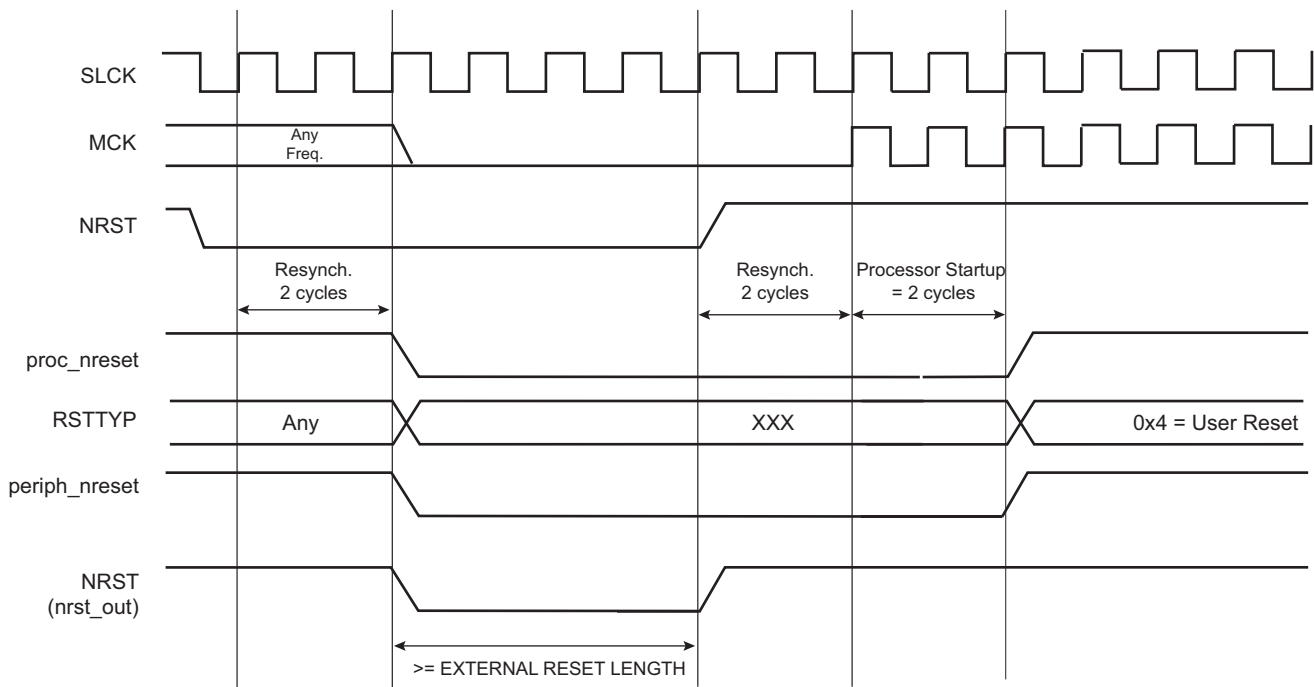 SLCK
MCK
Any
Freq.
NRST
Resynch.
2 cycles
Resynch.
2 cycles
Processor Startup
= 2 cycles
proc_nreset
RSTTYP
Any
XXX
0x4 = User Reset
periph_nreset
NRST
(nrst_out)
>= EXTERNAL RESET LENGTH